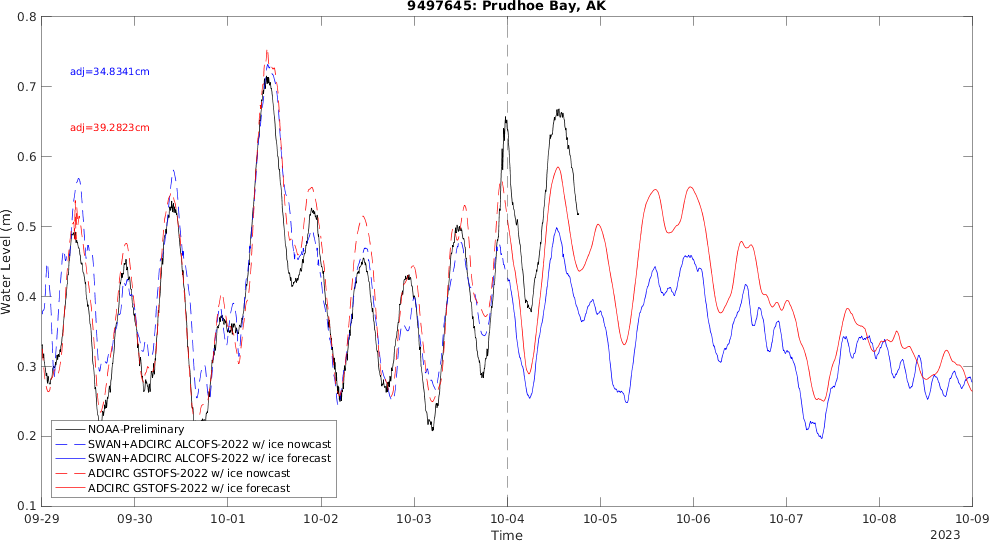 9497645: Prudhoe Bay, AK
0.8
0.7
0.6
0.5
0.4
0.3
0.2
0.1
Water Level (m)
adj=34.8341cm
adj=39.2823cm
NOAA-Preliminary
SWAN+ADCIRC ALCOFS-2022 w/ ice nowcast
SWAN+ADCIRC ALCOFS-2022 w/ ice forecast
ADCIRC GSTOFS-2022 w/ ice nowcast
ADCIRC GSTOFS-2022 w/ ice forecast
09-29 09-30 10-01 10-02 10-03 10-04 10-05 10-06 10-07 10-08 10-09
Time
2023